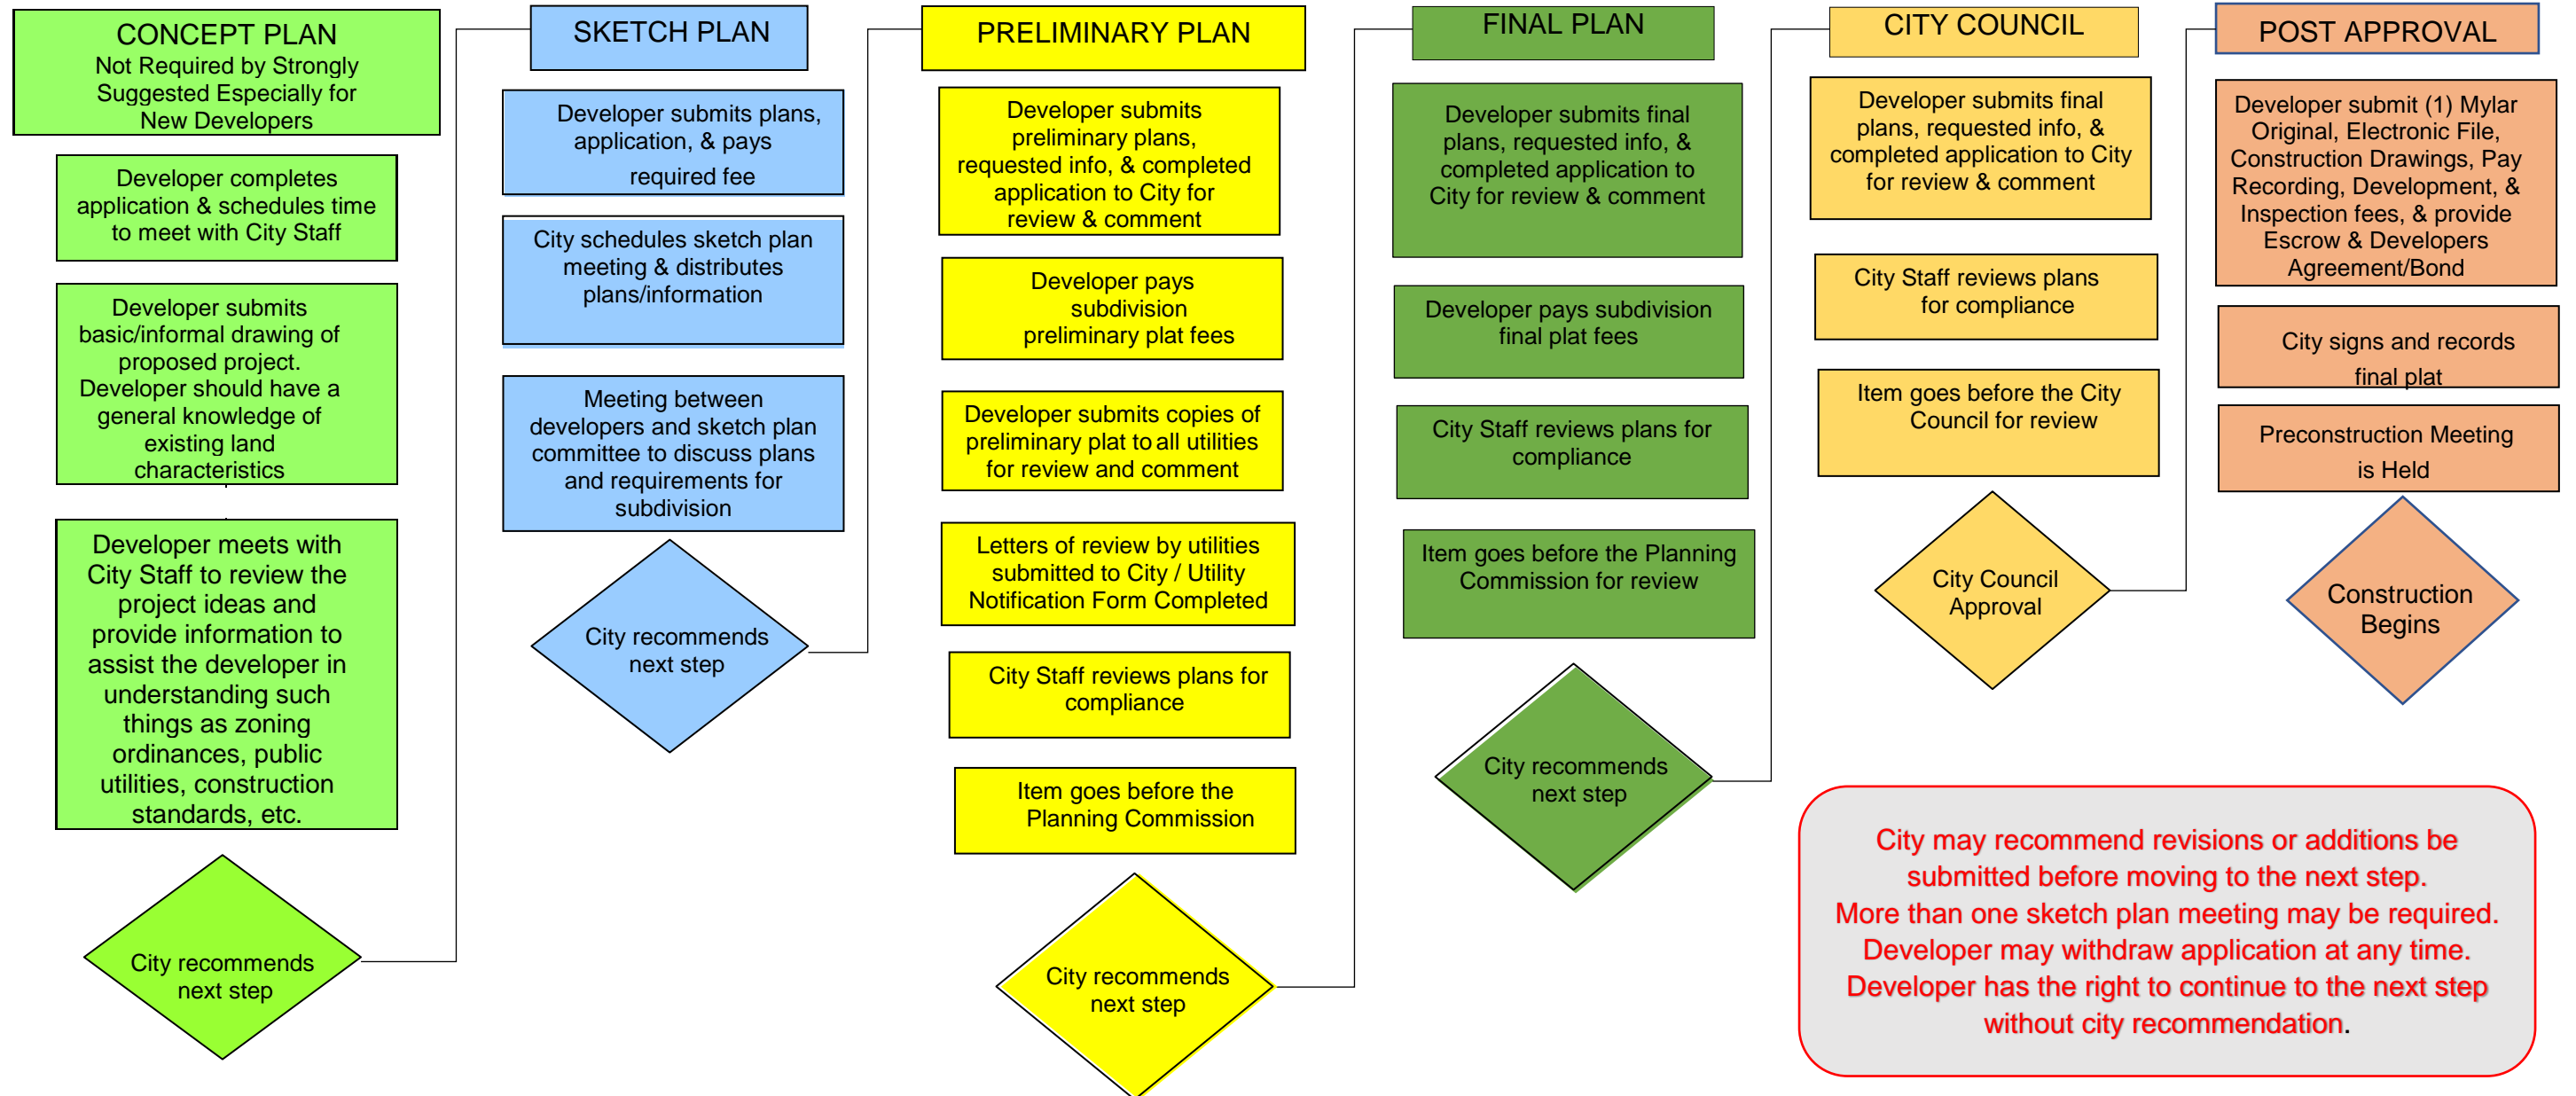 CONCEPT PLAN
Not Required by Strongly
Suggested Especially for
New Developers
Developer completes
application & schedules time
to meet with City Staff
Developer submits
basic/informal drawing of
proposed project.
Developer should have a
general knowledge of
existing land
characteristics
Developer meets with
City Staff to review the
project ideas and
provide information to
assist the developer in
understanding such
things as zoning
ordinances, public
utilities, construction
standards, etc.
City recommends
next step
SKETCH PLAN
Developer submits plans,
application, & pays
required fee
City schedules sketch plan
meeting & distributes
plans/information
Meeting between
developers and sketch plan
committee to discuss plans
and requirements for
subdivision
City recommends
next step
PRELIMINARY PLAN
Developer submits
preliminary plans,
requested info, & completed
application to City for
review & comment
Developer pays
subdivision
preliminary plat fees
Developer submits copies of
preliminary plat to all utilities
for review and comment
Letters of review by utilities
submitted to City / Utility
Notification Form Completed
City Staff reviews plans for
compliance
Item goes before the
Planning Commission
City recommends
next step
FINAL PLAN
Developer submits final
plans, requested info, &
completed application to
City for review & comment
Developer pays subdivision
final plat fees
City Staff reviews plans for
compliance
Item goes before the Planning
Commission for review
City recommends
next step
CITY COUNCIL
Developer submits final
plans, requested info, &
completed application to City
for review & comment
City Staff reviews plans
for compliance
Item goes before the City
Council for review
City Council
Approval
POST APPROVAL
Developer submit (1) Mylar
Original, Electronic File,
Construction Drawings, Pay
Recording, Development, &
Inspection fees, & provide
Escrow & Developers
Agreement/Bond
City signs and records
final plat
Preconstruction Meeting
is Held
Construction
Begins
City may recommend revisions or additions be
submitted before moving to the next step.
More than one sketch plan meeting may be required.
Developer may withdraw application at any time.
Developer has the right to continue to the next step
without city recommendation.